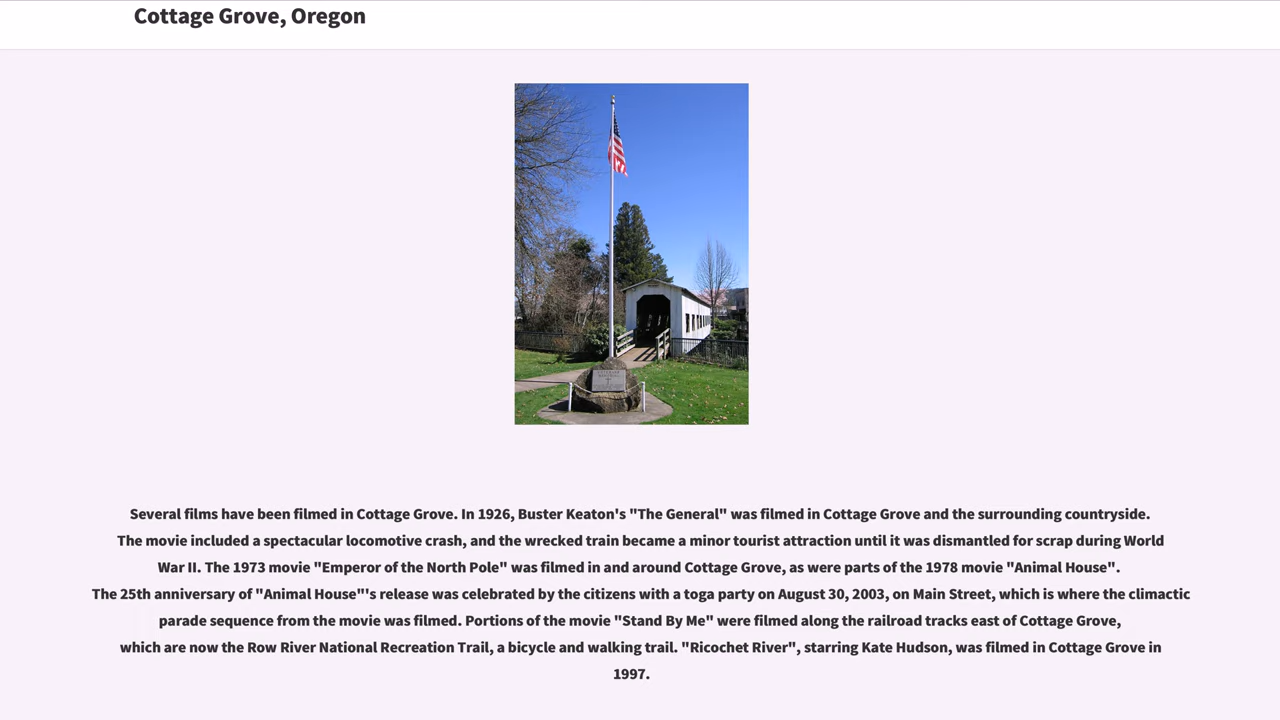 Cottage Grove, Oregon
Several films have been filmed in Cottage Grove. In 1926, Buster Keaton's "The General" was filmed in Cottage Grove and the surrounding countryside.
The movie included a spectacular locomotive crash, and the wrecked train became a minor tourist attraction until it was dismantled for scrap during World
War II. The 1973 movie "Emperor of the North Pole" was filmed in and around Cottage Grove, as were parts of the 1978 movie "Animal House".
The 25th anniversary of "Animal House"'s release was celebrated by the citizens with a toga party on August 30, 2003, on Main Street, which is where the climactic
parade sequence from the movie was filmed. Portions of the movie "Stand By Me" were filmed along the railroad tracks east of Cottage Grove,
which are now the Row River National Recreation Trail, a bicycle and walking trail. "Ricochet River", starring Kate Hudson, was filmed in Cottage Grove in
1997.